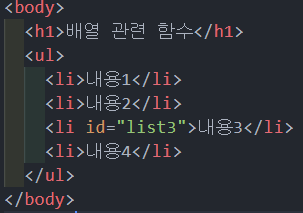 <body>
<h1>배열 관련 함수</h1>
<ul>
<li>내용1</li>
<li>내용2</li>
<li id="list3">내용3</li>
<li>내용4</li>
</ul>
</body>